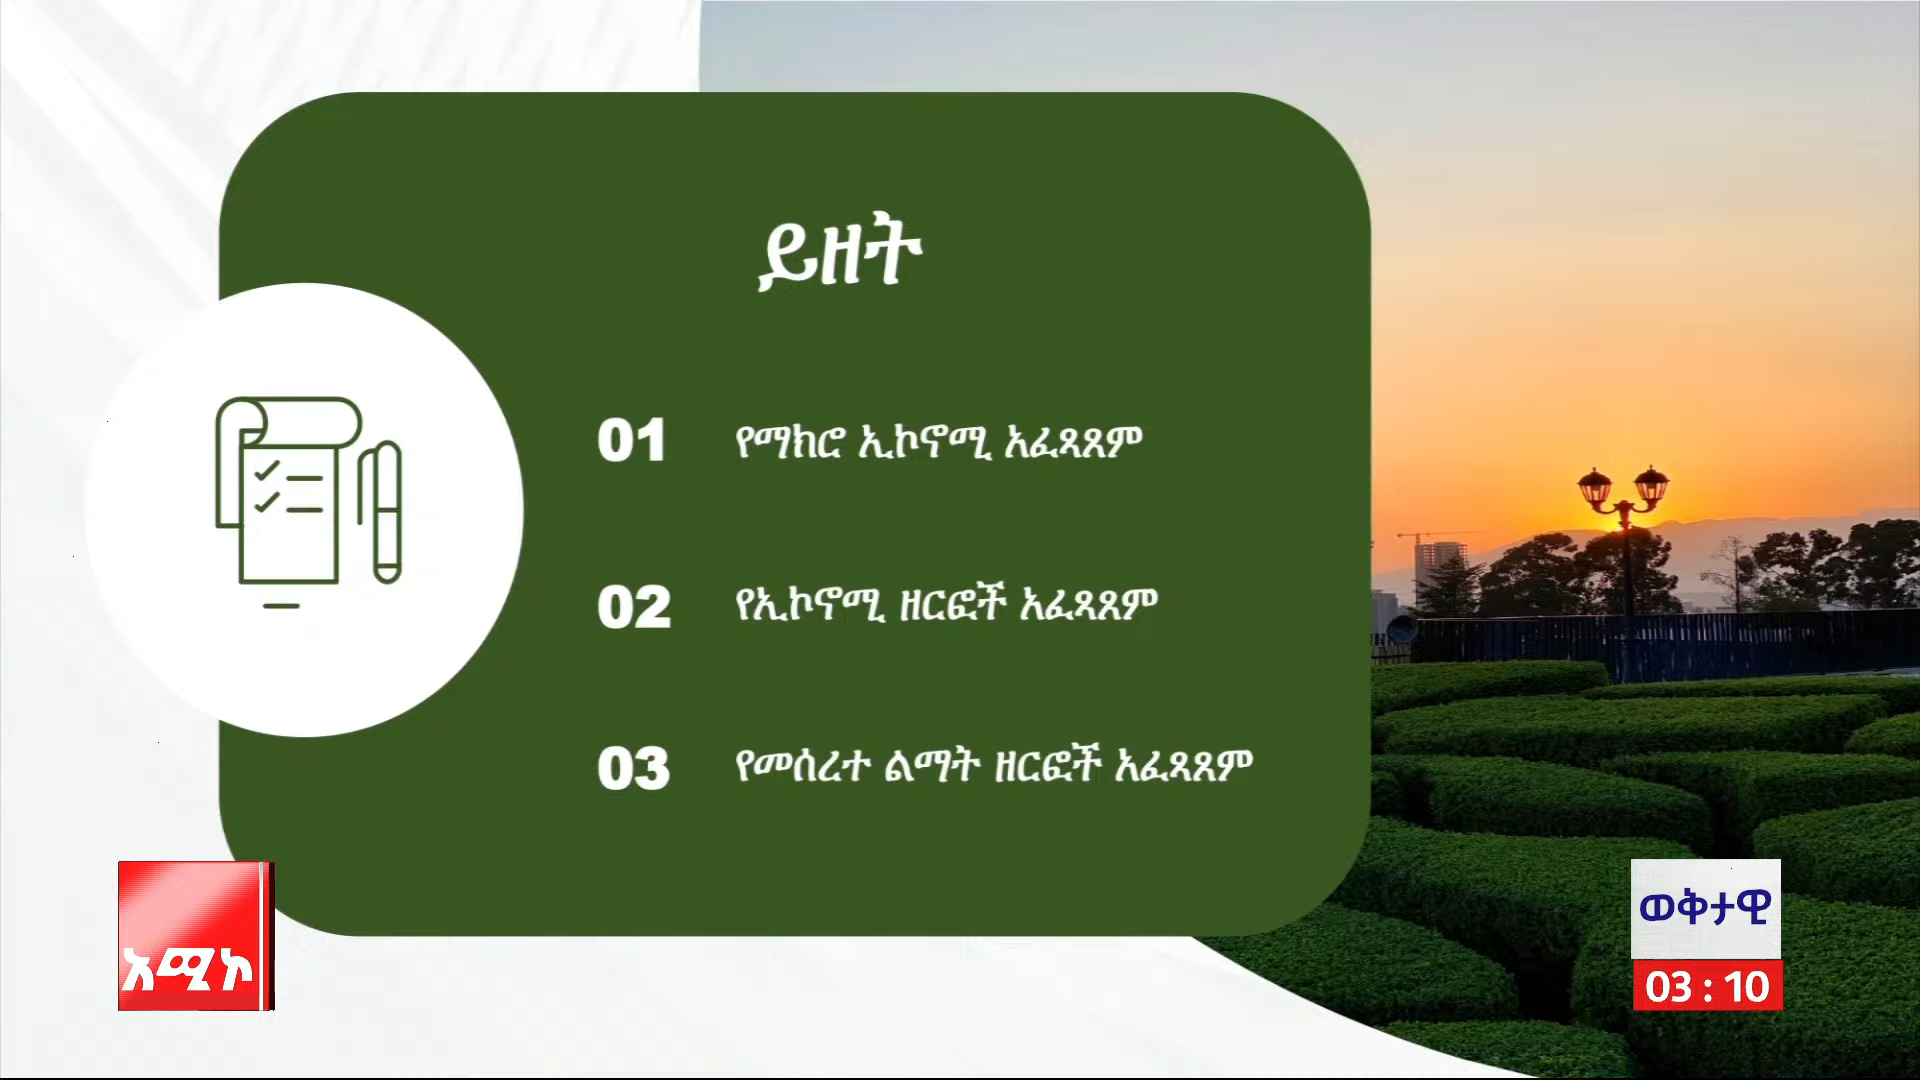 ይዘት
01 የማክሮ ኢኮኖሚ አፈጻጸም
02 የኢኮኖሚ ዘርፎች አፈጻጸም
03 የመሰረተ ልማት ዘርፎች አፈጻጸም
አሚኮ
ወቅታዊ
03 : 10